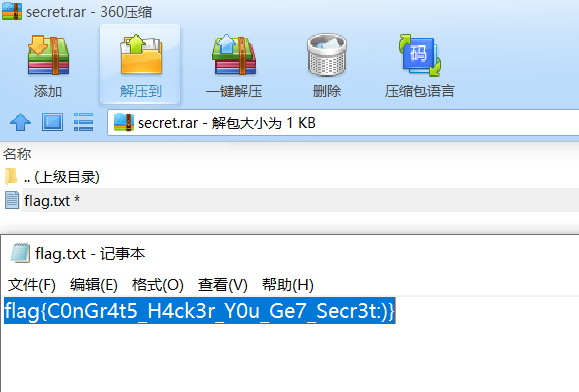 secret.rar - 360压缩
添加
解压到
一键解压
删除
码
压缩包语言
secret.rar - 解包大小为 1 KB
名称
.. (上级目录)
flag.txt *
flag.txt - 记事本
文件(F) 编辑(E) 格式(O) 查看(V) 帮助(H)
flag{C0nGr4t5_H4ck3r_Y0u_Ge7_Secr3t:)}